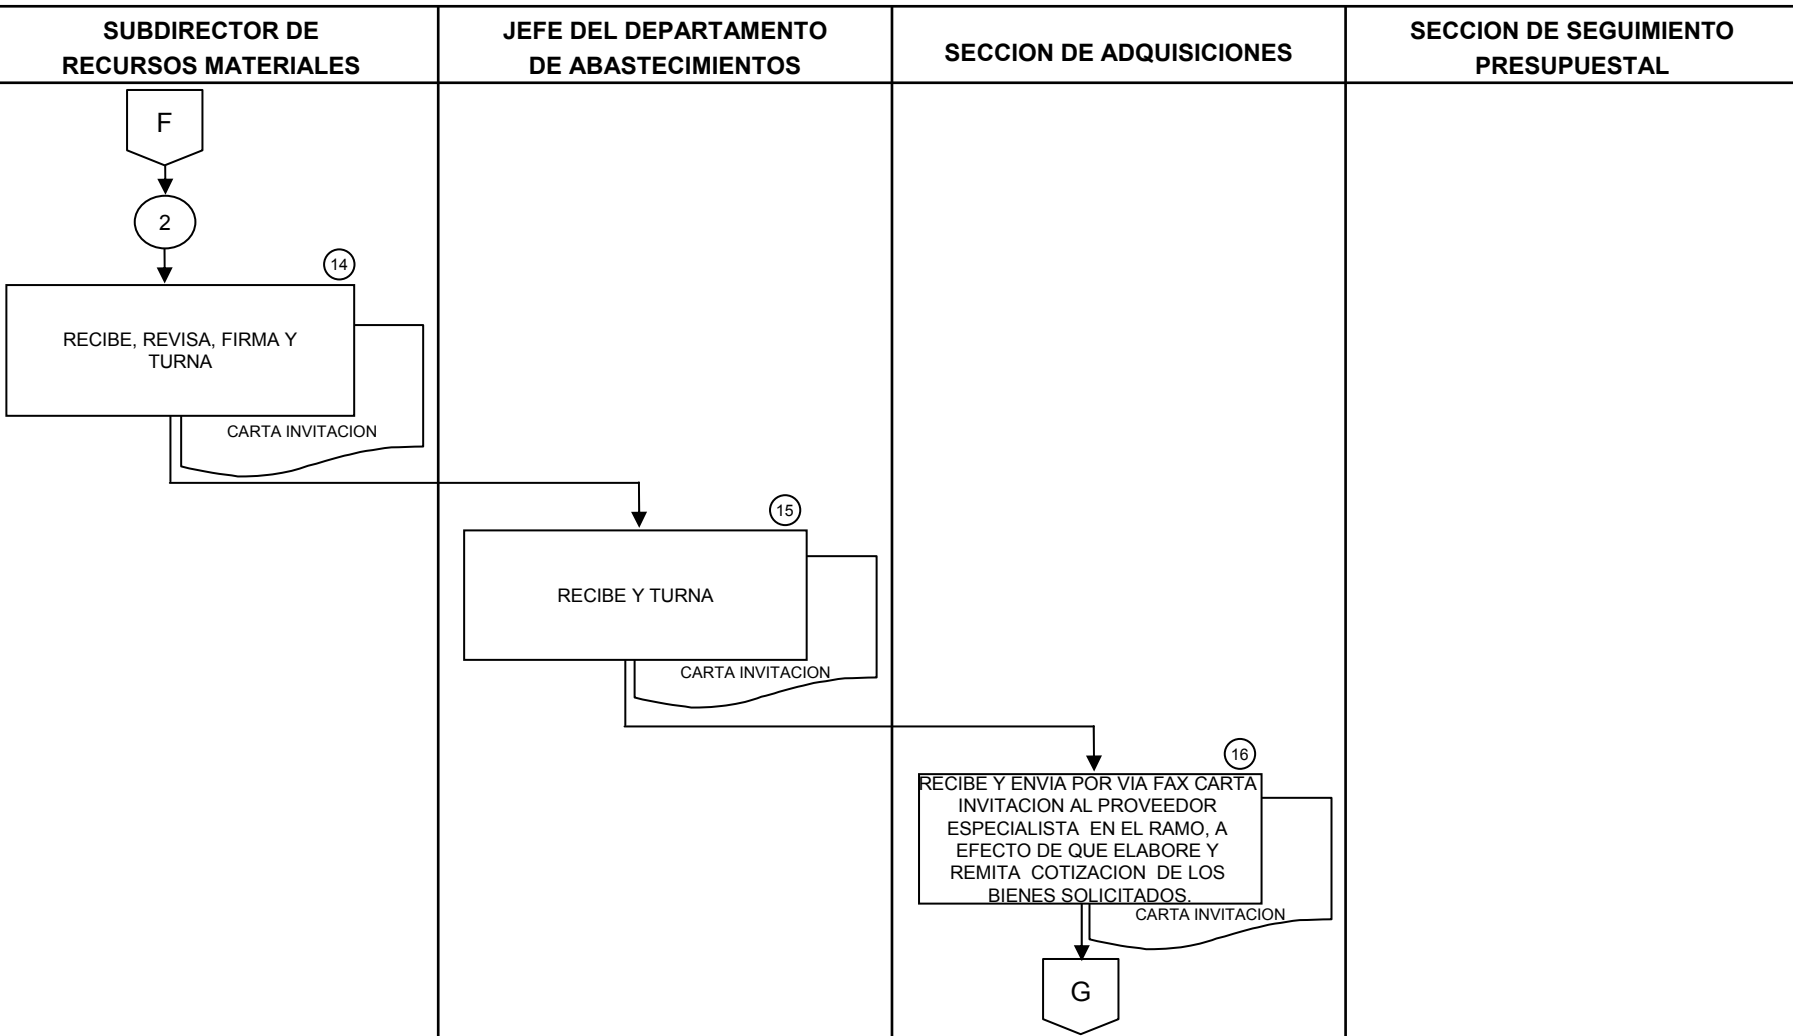 SUBDIRECTOR DE
RECURSOS MATERIALES
JEFE DEL DEPARTAMENTO
DE ABASTECIMIENTOS
SECCION DE ADQUISICIONES
SECCION DE SEGUIMIENTO
PRESUPUESTAL
F
2
14
RECIBE, REVISA, FIRMA Y
TURNA
CARTA INVITACION
15
RECIBE Y TURNA
CARTA INVITACION
16
RECIBE Y ENVIA POR VIA FAX CARTA
INVITACION AL PROVEEDOR
ESPECIALISTA EN EL RAMO, A
EFECTO DE QUE ELABORE Y
REMITA COTIZACION DE LOS
BIENES SOLICITADOS.
CARTA INVITACION
G